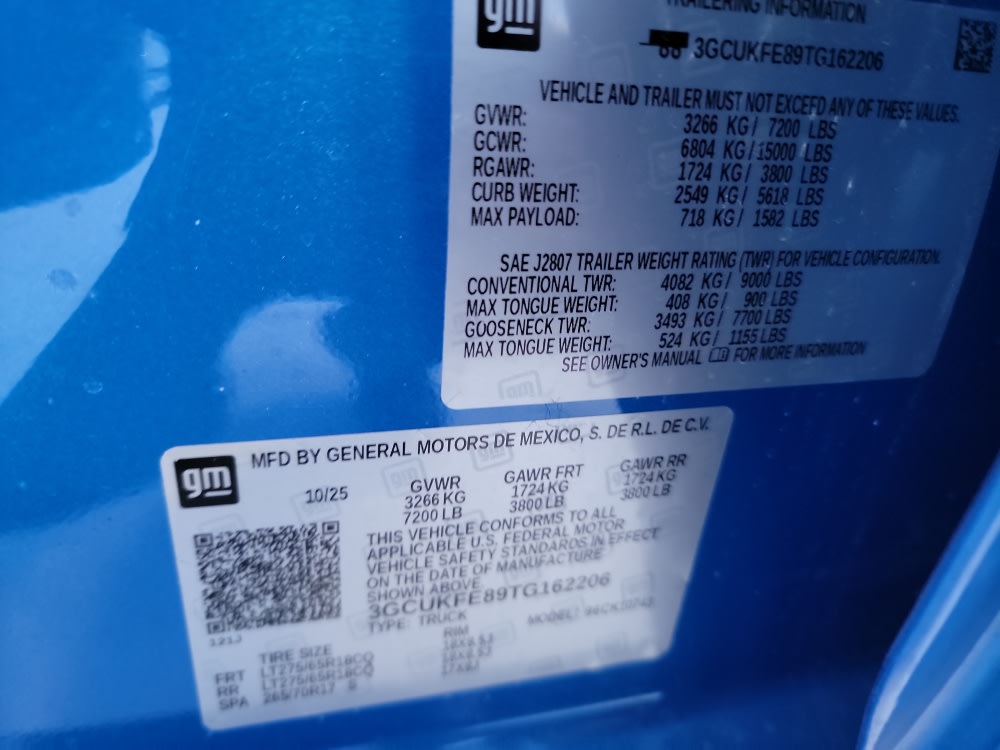 gm
TRAILERING INFORMATION
3GCUKFE89TG162206
VEHICLE AND TRAILER MUST NOT EXCEED ANY OF THESE VALUES.
GVWR: 3266 KG / 7200 LBS
GCWR: 6804 KG / 15000 LBS
RGAWR: 1724 KG / 3800 LBS
CURB WEIGHT: 2549 KG / 5618 LBS
MAX PAYLOAD: 718 KG / 1582 LBS
SAE J2807 TRAILER WEIGHT RATING (TWR) FOR VEHICLE CONFIGURATION.
CONVENTIONAL TWR: 4082 KG / 9000 LBS
MAX TONGUE WEIGHT: 408 KG / 900 LBS
GOOSENECK TWR: 3493 KG / 7700 LBS
MAX TONGUE WEIGHT: 524 KG / 1155 LBS
SEE OWNER'S MANUAL FOR MORE INFORMATION
gm
MFD BY GENERAL MOTORS DE MEXICO, S. DE R.L. DE C.V.
10/25
GVWR GAWR FRT GAWR RR
3266 KG 1724 KG 1724 KG
7200 LB 3800 LB 3800 LB
THIS VEHICLE CONFORMS TO ALL
APPLICABLE U.S. FEDERAL MOTOR
VEHICLE SAFETY STANDARDS IN EFFECT
ON THE DATE OF MANUFACTURE
SHOWN ABOVE
3GCUKFE89TG162206
TYPE: TRUCK MODEL:
121J
TIRE SIZE RIM
FRT LT275/65R18CQ
RR LT275/65R18CQ
SPA 265/70R17